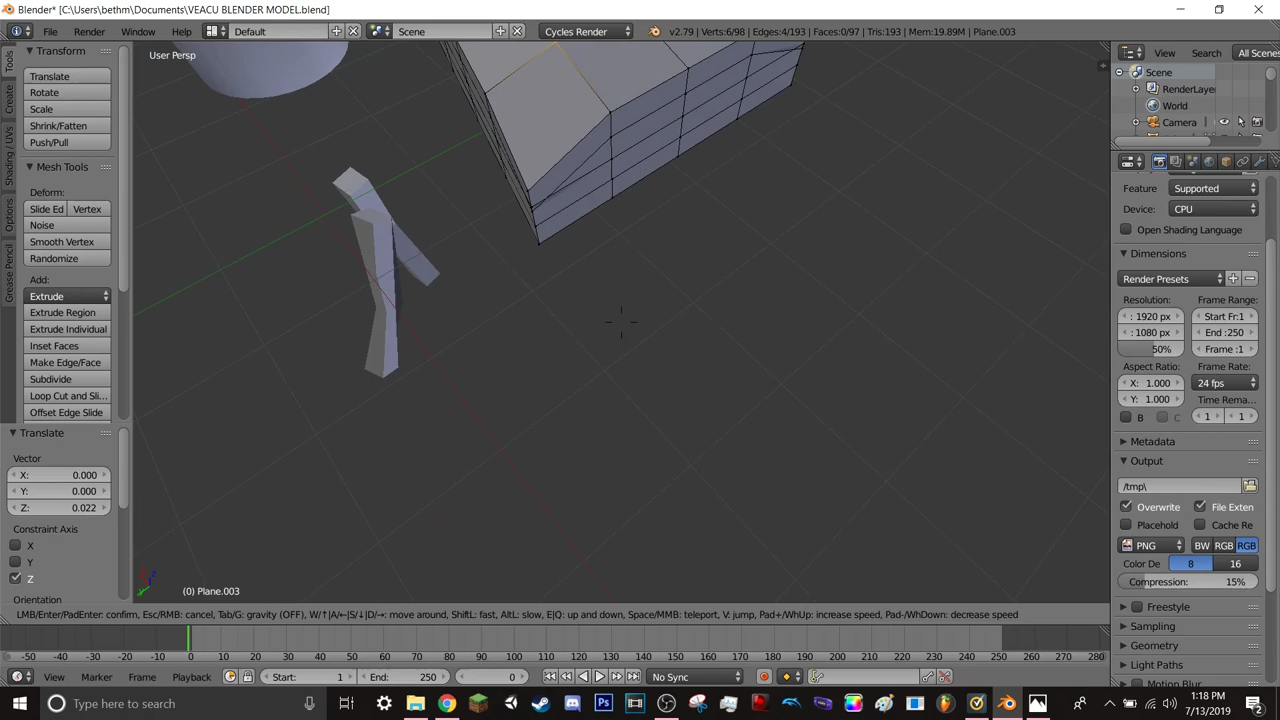 Blender* [C:\Users\bethm\Documents\VEACU BLENDER MODEL.blend]
File Render Window Help Default Scene Cycles Render v2.79 | Verts:6/98 | Edges:4/193 | Faces:0/97 | Tris:193 | Mem:19.89M | Plane.003
Tools
Create
Shading / UVs
Options
Grease Pencil
Transform
Translate
Rotate
Scale
Shrink/Fatten
Push/Pull
Mesh Tools
Deform:
Slide Ed Vertex
Noise
Smooth Vertex
Randomize
Add:
Extrude
Extrude Region
Extrude Individual
Inset Faces
Make Edge/Face
Subdivide
Loop Cut and Sli...
Offset Edge Slide
Translate
Vector
X: 0.000
Y: 0.000
Z: 0.022
Constraint Axis
X
Y
Z
Orientation
User Persp
(0) Plane.003
LMB/Enter/PadEnter: confirm, Esc/RMB: cancel, Tab/G: gravity (OFF), W/↑|A/←|S/↓|D/→: move around, ShiftL: fast, AltL: slow, E|Q: up and down, Space/MMB: teleport, V: jump, Pad+/WhUp: increase speed, Pad-/WhDown: decrease speed
View Search All Scenes
Scene
RenderLayer
World
Camera
Feature Supported
Device: CPU
Open Shading Language
Dimensions
Render Presets
Resolution: Frame Range:
: 1920 px Start Fr:1
: 1080 px End :250
50% Frame :1
Aspect Ratio: Frame Rate:
X: 1.000 24 fps
Y: 1.000 Time Rema...
B C 1 1
Metadata
Output
/tmp\
Overwrite File Exten
Placehold Cache Re
PNG BW RGB RGB
Color De 8 16
Compression: 15%
Freestyle
Sampling
Geometry
Light Paths
Motion Blur
-50 -40 -30 -20 -10 0 10 20 30 40 50 60 70 80 90 100 110 120 130 140 150 160 170 180 190 200 210 220 230 240 250 260 270 280
View Marker Frame Playback Start: 1 End: 250 0 No Sync
Type here to search
1:18 PM
7/13/2019